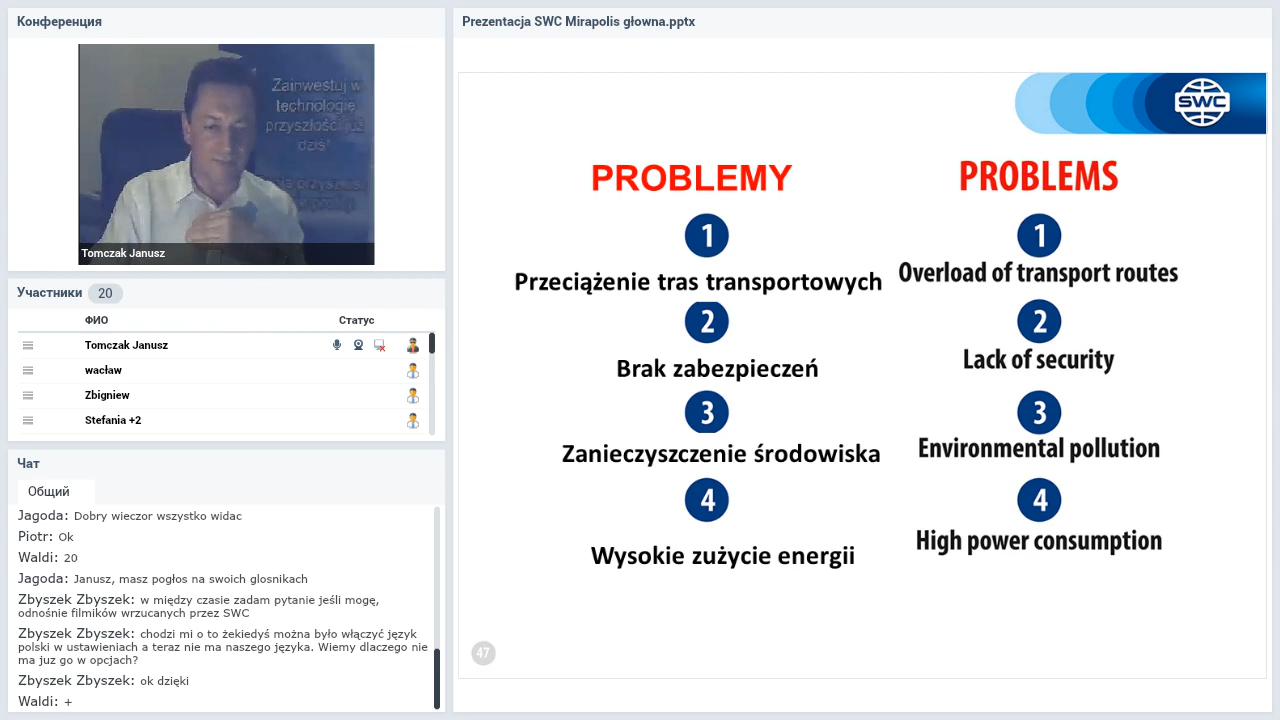 Конференция
Zainwestuj w
technologie
przyszłości już
dziś"
Tomczak Janusz
Участники 20
ФИО Статус
Tomczak Janusz
wacław
Zbigniew
Stefania +2
Чат
Общий
Jagoda: Dobry wieczor wszystko widac
Piotr: Ok
Waldi: 20
Jagoda: Janusz, masz pogłos na swoich glosnikach
Zbyszek Zbyszek: w między czasie zadam pytanie jeśli mogę,
odnośnie filmików wrzucanych przez SWC
Zbyszek Zbyszek: chodzi mi o to żekiedyś można było włączyć język
polski w ustawieniach a teraz nie ma naszego języka. Wiemy dlaczego nie
ma juz go w opcjach?
Zbyszek Zbyszek: ok dzięki
Waldi: +
Prezentacja SWC Mirapolis głowna.pptx
SWC
PROBLEMY
1
Przeciążenie tras transportowych
2
Brak zabezpieczeń
3
Zanieczyszczenie środowiska
4
Wysokie zużycie energii
PROBLEMS
1
Overload of transport routes
2
Lack of security
3
Environmental pollution
4
High power consumption
47